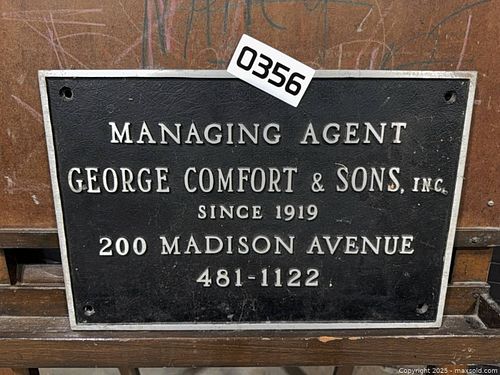 0356
MANAGING AGENT
GEORGE COMFORT & SONS, INC.
SINCE 1919
200 MADISON AVENUE
481-1122
Copyright 2025 - maxsold.com